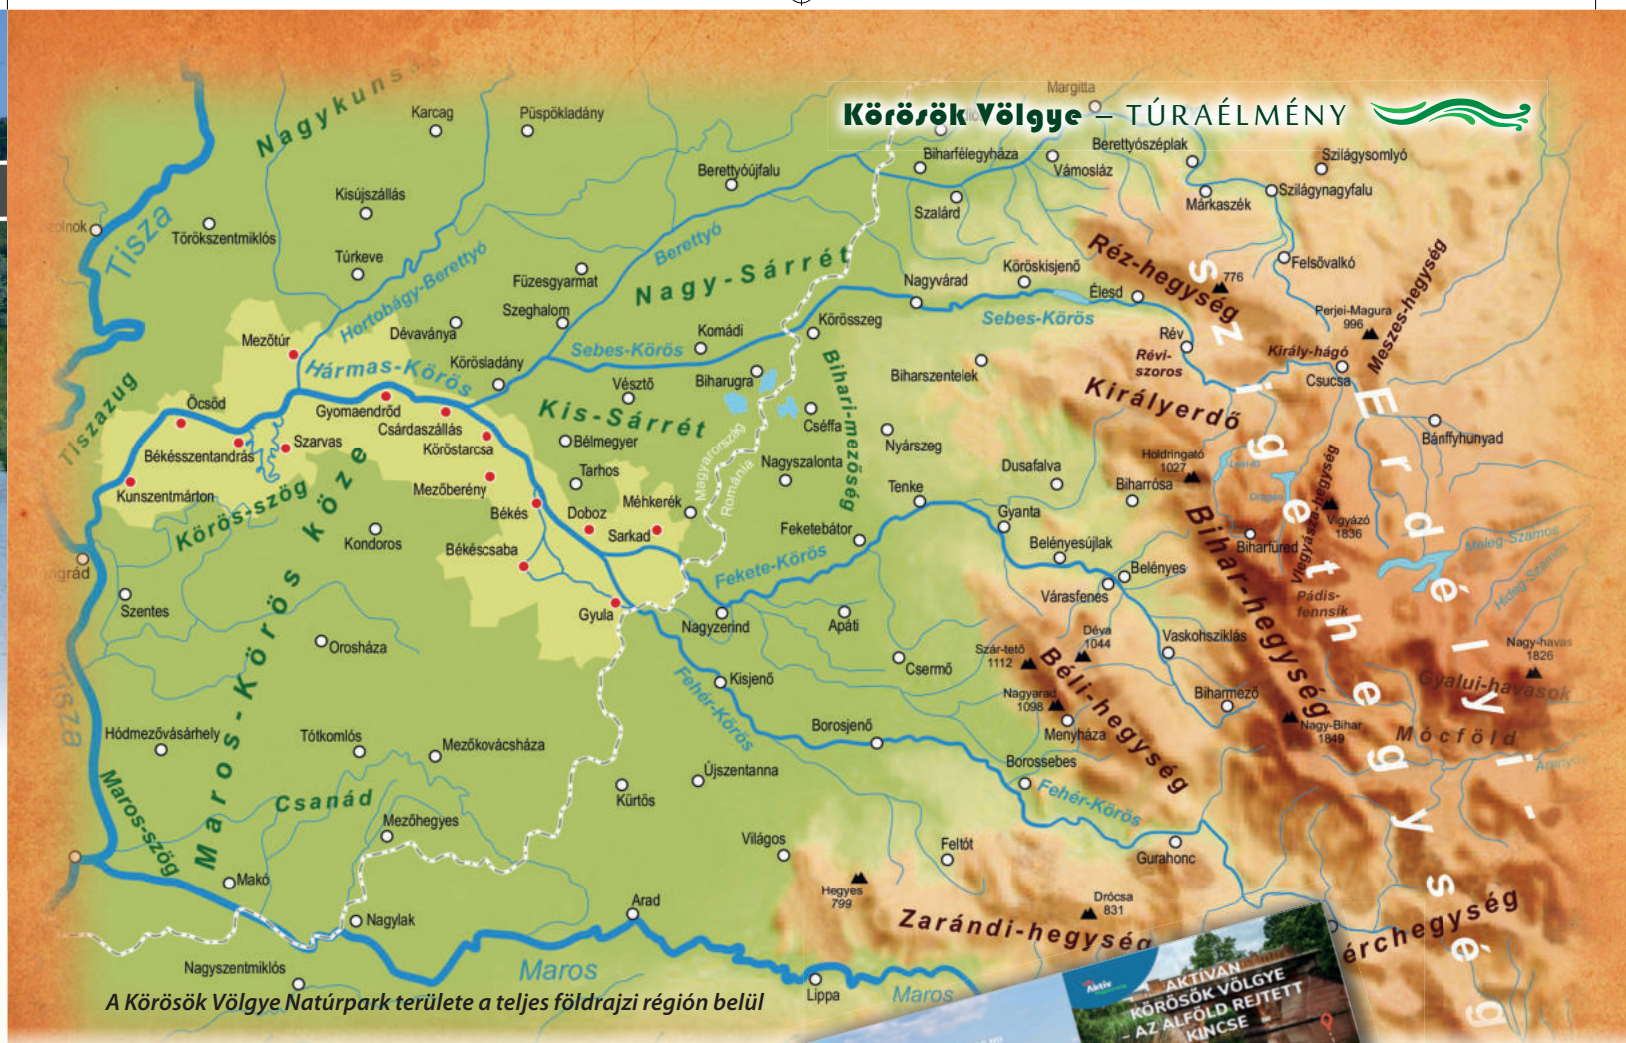 Körösök Völgye – TÚRAÉLMÉNY
Margitta
Nagykunság
Karcag
Püspökladány
Berettyóújfalu
Biharfélegyháza
Vámosláz
Berettyószéplak
Szilágysomlyó
Szilágynagyfalu
Márkaszék
Szalárd
Kisújszállás
Törökszentmiklós
Tisza
Túrkeve
Hortobágy-Berettyó
Berettyó
Füzesgyarmat
Nagy-Sárrét
Nagyvárad
Köröskisjenő
Élesd
Réz-hegység
776
Felsővalkó
Meszes-hegység
Perjei-Magura
996
Szeghalom
Dévaványa
Mezőtúr
Komádi
Körösszeg
Sebes-Körös
Sebes-Körös
Rév
Révi-
szoros
Király-hágó
Csucsa
Hármas-Körös
Körösladány
Vésztő
Biharugra
Bihari-mezőség
Biharszentelek
Királyerdő
Szigethegység
Erdélyi-
Bánffyhunyad
Tiszazug
Öcsöd
Gyomaendrőd
Csárdaszállás
Köröstarcsa
Kis-Sárrét
Cséffa
Nyárszeg
Békésszentandrás
Szarvas
Bélmegyer
Tarhos
Magyarország
Románia
Nagyszalonta
Dusafalva
Holdringató
1027
Kunszentmárton
Mezőberény
Méhkerék
Tenke
Biharrósa
Vlegyásza-hegység
Vigyázó
1836
Körös-szög
Békés
Doboz
Sarkad
Feketebátor
Gyanta
Bihar-hegység
Biharfüred
Meleg-Szamos
Hideg-Szamos
Kondoros
Békéscsaba
Fekete-Körös
Belényesújlak
Belényes
Várasfenes
Pádis-
fennsík
Szentes
Maros-Körös köze
Gyula
Nagyzerind
Apáti
Déva
1044
Vaskohsziklás
Nagy-havas
1826
Orosháza
Szár-tető
1112
Csermő
Kisjenő
Béli-hegység
Nagyarad
1098
Menyháza
Biharmező
Gyalui-havasok
Tisza
Fehér-Körös
Nagy-Bihar
1849
Mócföld
Hódmezővásárhely
Tótkomlós
Mezőkovácsháza
Borosjenő
Borossebes
Újszentanna
Kürtös
Fehér-Körös
Maros-szög
Csanád
Mezőhegyes
Világos
Feltót
Gurahonc
Makó
Hegyes
799
Drócsa
831
Nagylak
Arad
Zarándi-hegység
érchegység
Nagyszentmiklós
Maros
Lippa
Maros
A Körösök Völgye Natúrpark területe a teljes földrajzi régión belül
Aktív
AKTÍVAN
KÖRÖSÖK VÖLGYE
– AZ ALFÖLD REJTETT
KINCSE